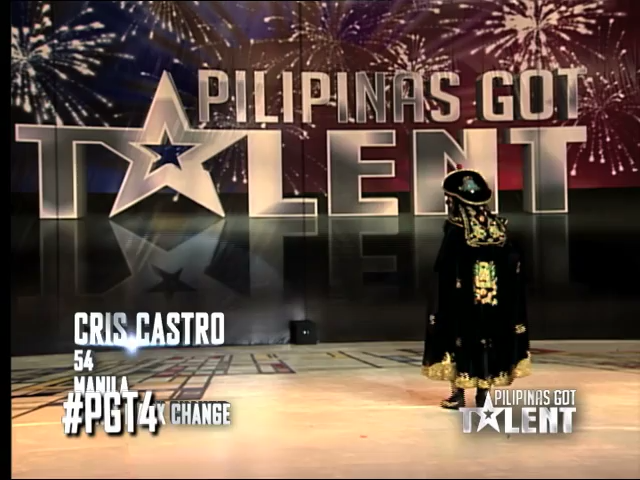 PILIPINAS GOT
TALENT
CRIS CASTRO
54
MANILA
#PGT4
X CHANGE
PILIPINAS GOT
TALENT